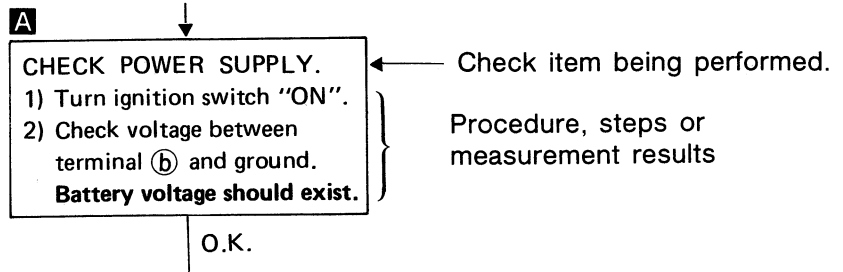 A
CHECK POWER SUPPLY.
1) Turn ignition switch "ON".
2) Check voltage between
terminal ⓑ and ground.
Battery voltage should exist.
O.K.
Check item being performed.
Procedure, steps or
measurement results